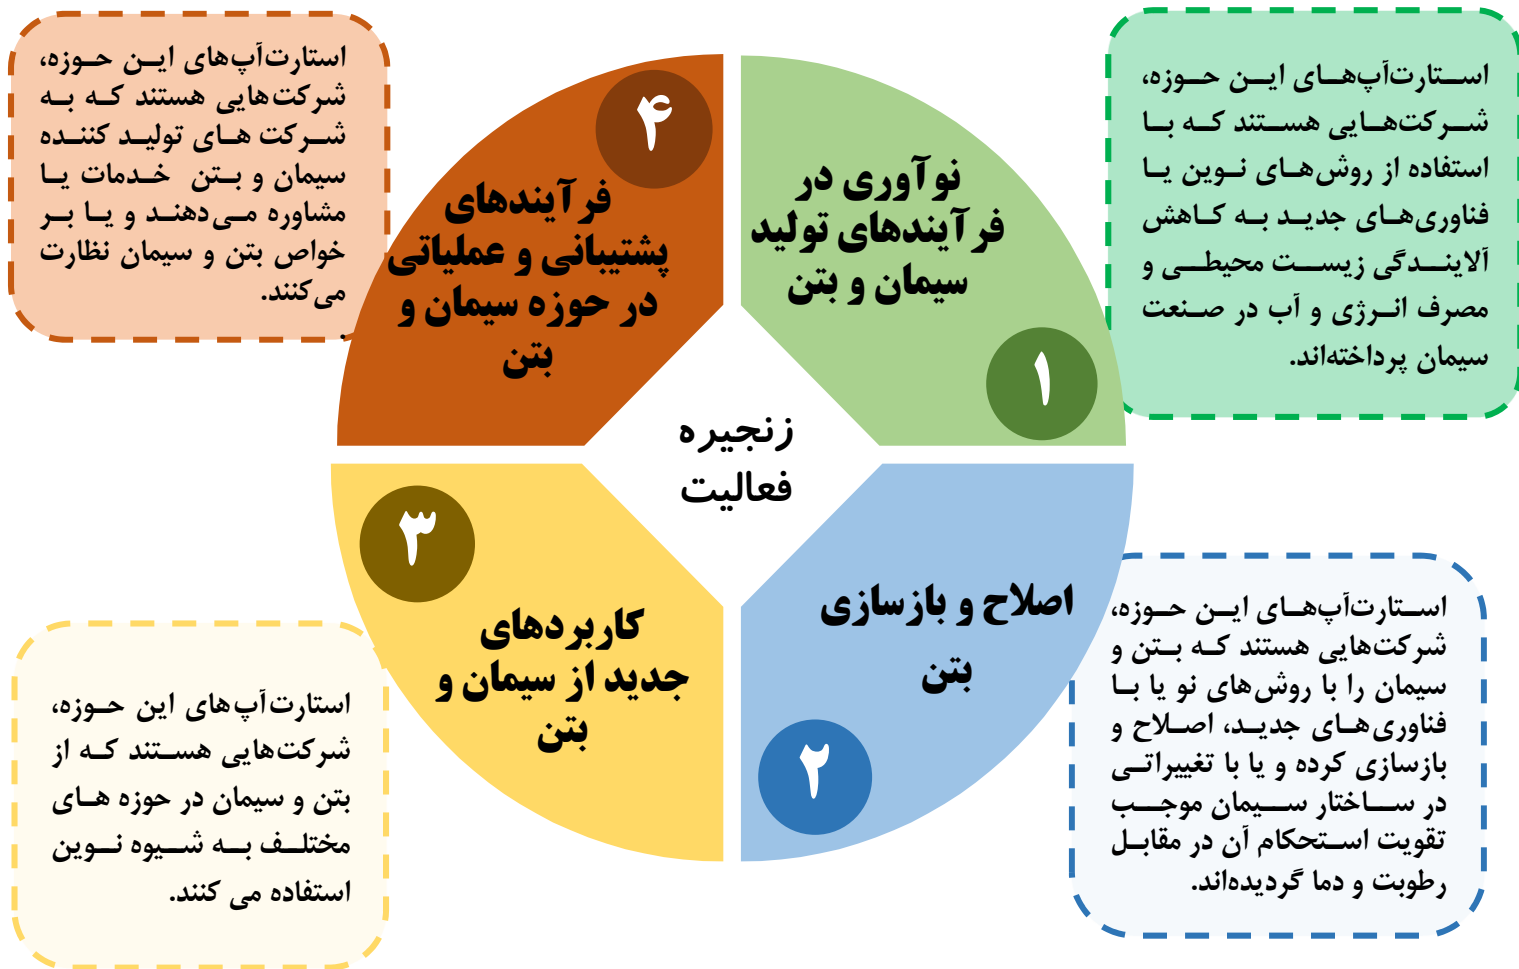 زنجیره
فعالیت
۱
نوآوری در
فرآیندهای تولید
سیمان و بتن
استارت‌آپ‌های این حوزه،
شرکت‌هایی هستند که با
استفاده از روش‌های نوین یا
فناوری‌های جدید به کاهش
آلایندگی زیست محیطی و
مصرف انرژی و آب در صنعت
سیمان پرداخته‌اند.
۲
اصلاح و بازسازی
بتن
استارت‌آپ‌های این حوزه،
شرکت‌هایی هستند که بتن و
سیمان را با روش‌های نو یا با
فناوری‌های جدید، اصلاح و
بازسازی کرده و یا با تغییراتی
در ساختار سیمان موجب
تقویت استحکام آن در مقابل
رطوبت و دما گردیده‌اند.
۳
کاربردهای
جدید از سیمان و
بتن
استارت‌آپ‌های این حوزه،
شرکت‌هایی هستند که از
بتن و سیمان در حوزه های
مختلف به شیوه نوین
استفاده می کنند.
۴
فرآیندهای
پشتیبانی و عملیاتی
در حوزه سیمان و
بتن
استارت‌آپ‌های این حوزه،
شرکت‌هایی هستند که به
شرکت های تولید کننده
سیمان و بتن خدمات یا
مشاوره می‌دهند و یا بر
خواص بتن و سیمان نظارت
می‌کنند.
.